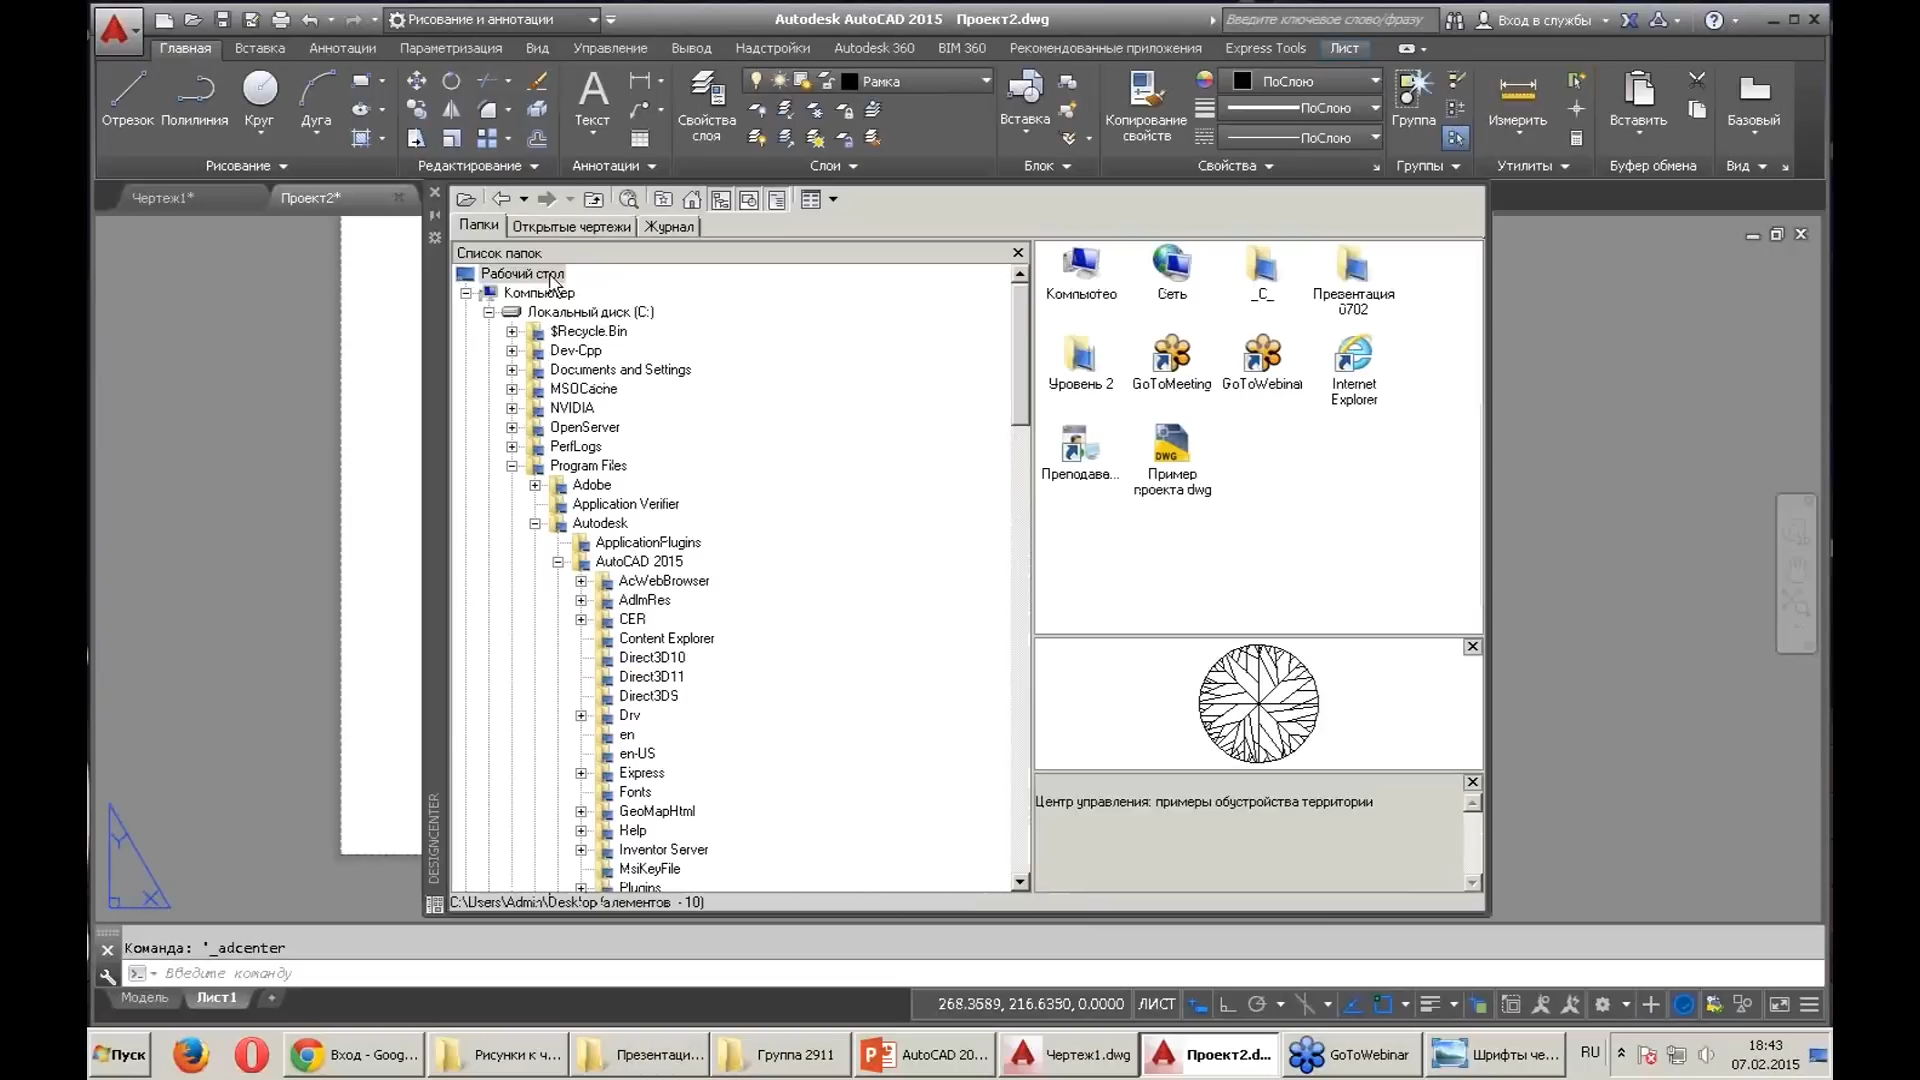 Рисование и аннотации
Autodesk AutoCAD 2015 Проект2.dwg
Введите ключевое слово/фразу
Вход в службы
Главная Вставка Аннотации Параметризация Вид Управление Вывод Надстройки Autodesk 360 BIM 360 Рекомендованные приложения Express Tools Лист
Рамка
ПоСлою
ПоСлою
ПоСлою
Отрезок Полилиния Круг Дуга
Текст
Свойства слоя
Вставка
Копирование свойств
Группа
Измерить
Вставить
Базовый
Рисование Редактирование Аннотации Слои Блок Свойства Группы Утилиты Буфер обмена Вид
Чертеж1* Проект2*
Папки Открытые чертежи Журнал
Список папок
Рабочий стол
Компьютер
Локальный диск (C:)
$Recycle.Bin
Dev-Cpp
Documents and Settings
MSOCache
NVIDIA
OpenServer
PerfLogs
Program Files
Adobe
Application Verifier
Autodesk
ApplicationPlugins
AutoCAD 2015
AcWebBrowser
AdlmRes
CER
Content Explorer
Direct3D10
Direct3D11
Direct3D9
Drv
en
en-US
Express
Fonts
GeoMapHtml
Help
Inventor Server
MsiKeyFile
Plugins
Компьютер
Сеть
_C_
Презентация 0702
Уровень 2
GoToMeeting
GoToWebinar
Internet Explorer
Преподава...
DWG
Пример проекта dwg
Центр управления: примеры обустройства территории
DESIGNCENTER
C:\Users\Admin\Desktop (элементов - 10)
Y
X
Команда: '_adcenter
Введите команду
Модель Лист1 +
268.3589, 216.6350, 0.0000 ЛИСТ
Пуск
Вход - Goog...
Рисунки к ч...
Презентаци...
Группа 2911
AutoCAD 20...
Чертеж1.dwg
Проект2.d...
GoToWebinar
Шрифты че...
RU
18:43
07.02.2015